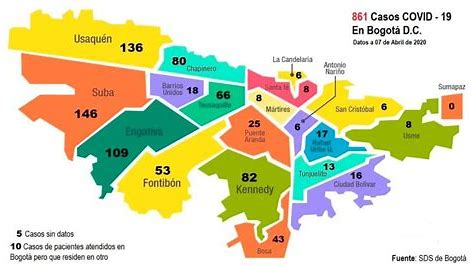 861 Casos COVID - 19
En Bogotá D.C.
Datos a 07 de Abril de 2020
Usaquén
136
80
Chapinero
La Candelaria
6
Antonio
Nariño
Suba
146
Barrios
Unidos
18
66
Teusaquillo
Santa fé
8
8
Mártires
6
San Cristóbal
6
Sumapaz
0
Engativa
109
25
Puente
Aranda
17
Rafael
Uribe U.
8
Usme
53
Fontibón
82
Kennedy
13
Tunjuelito
16
Ciudad Bolívar
43
Bosa
5 Casos sin datos
10 Casos de pacientes atendidos en
Bogotá pero que residen en otro
Fuente: SDS de Bogotá